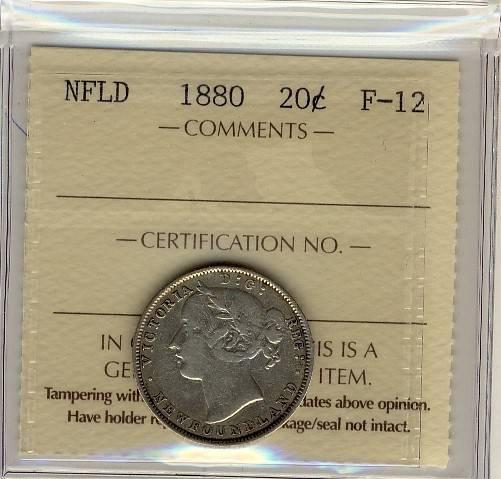 NFLD 1880 20¢ F-12
— COMMENTS —
— CERTIFICATION NO. —
VICTORIA D:G: REG:
NEWFOUNDLAND
IN IS IS A
GE ITEM.
Tampering with ates above opinion.
Have holder re kage/seal not intact.